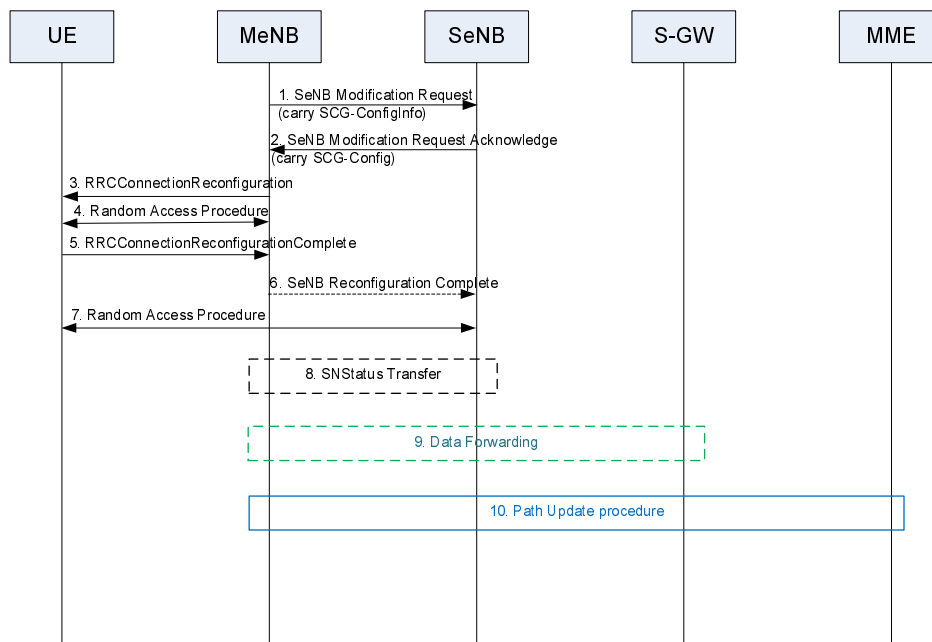 UE
MeNB
SeNB
S-GW
MME
1. SeNB Modification Request
(carry SCG-ConfigInfo)
2. SeNB Modification Request Acknowledge
(carry SCG-Config)
3. RRCConnectionReconfiguration
4. Random Access Procedure
5. RRCConnectionReconfigurationComplete
6. SeNB Reconfiguration Complete
7. Random Access Procedure
8. SNStatus Transfer
9. Data Forwarding
10. Path Update procedure